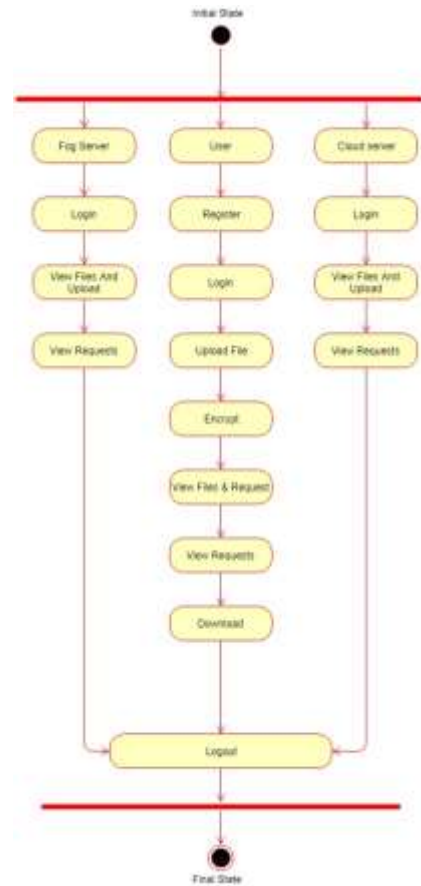 Initial State
Fog Server
User
Cloud server
Login
Register
Login
View Files And
Upload
Login
View Files And
Upload
View Requests
Upload File
View Requests
Encrypt
View Files & Request
View Requests
Download
Logout
Final State